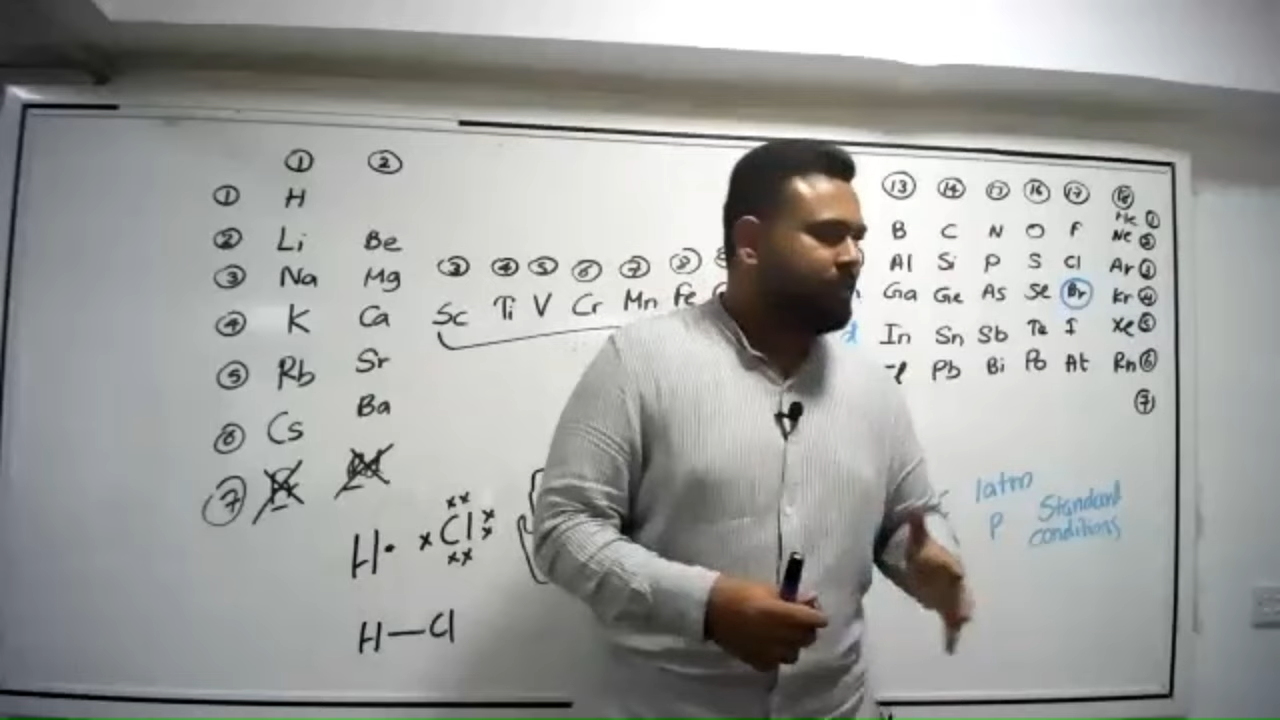 ① ② ⑬ ⑭ ⑰ ⑯ ⑰ ⑱
① H B C N O F He ①
② Li Be Ne ②
③ Na Mg ③ ④ ⑤ ⑥ ⑦ ⑧ Al Si P S Cl Ar ③
④ K Ca Sc Ti V Cr Mn Fe Ga Ge As Se Br Kr ④
⑤ Rb Sr In Sn Sb Te I Xe ⑤
⑥ Cs Ba Pb Bi Po At Rn ⑥
⑦ ⑦
H• ×Cl ×× ×× ××
H—Cl
1atm
P Standard
conditions